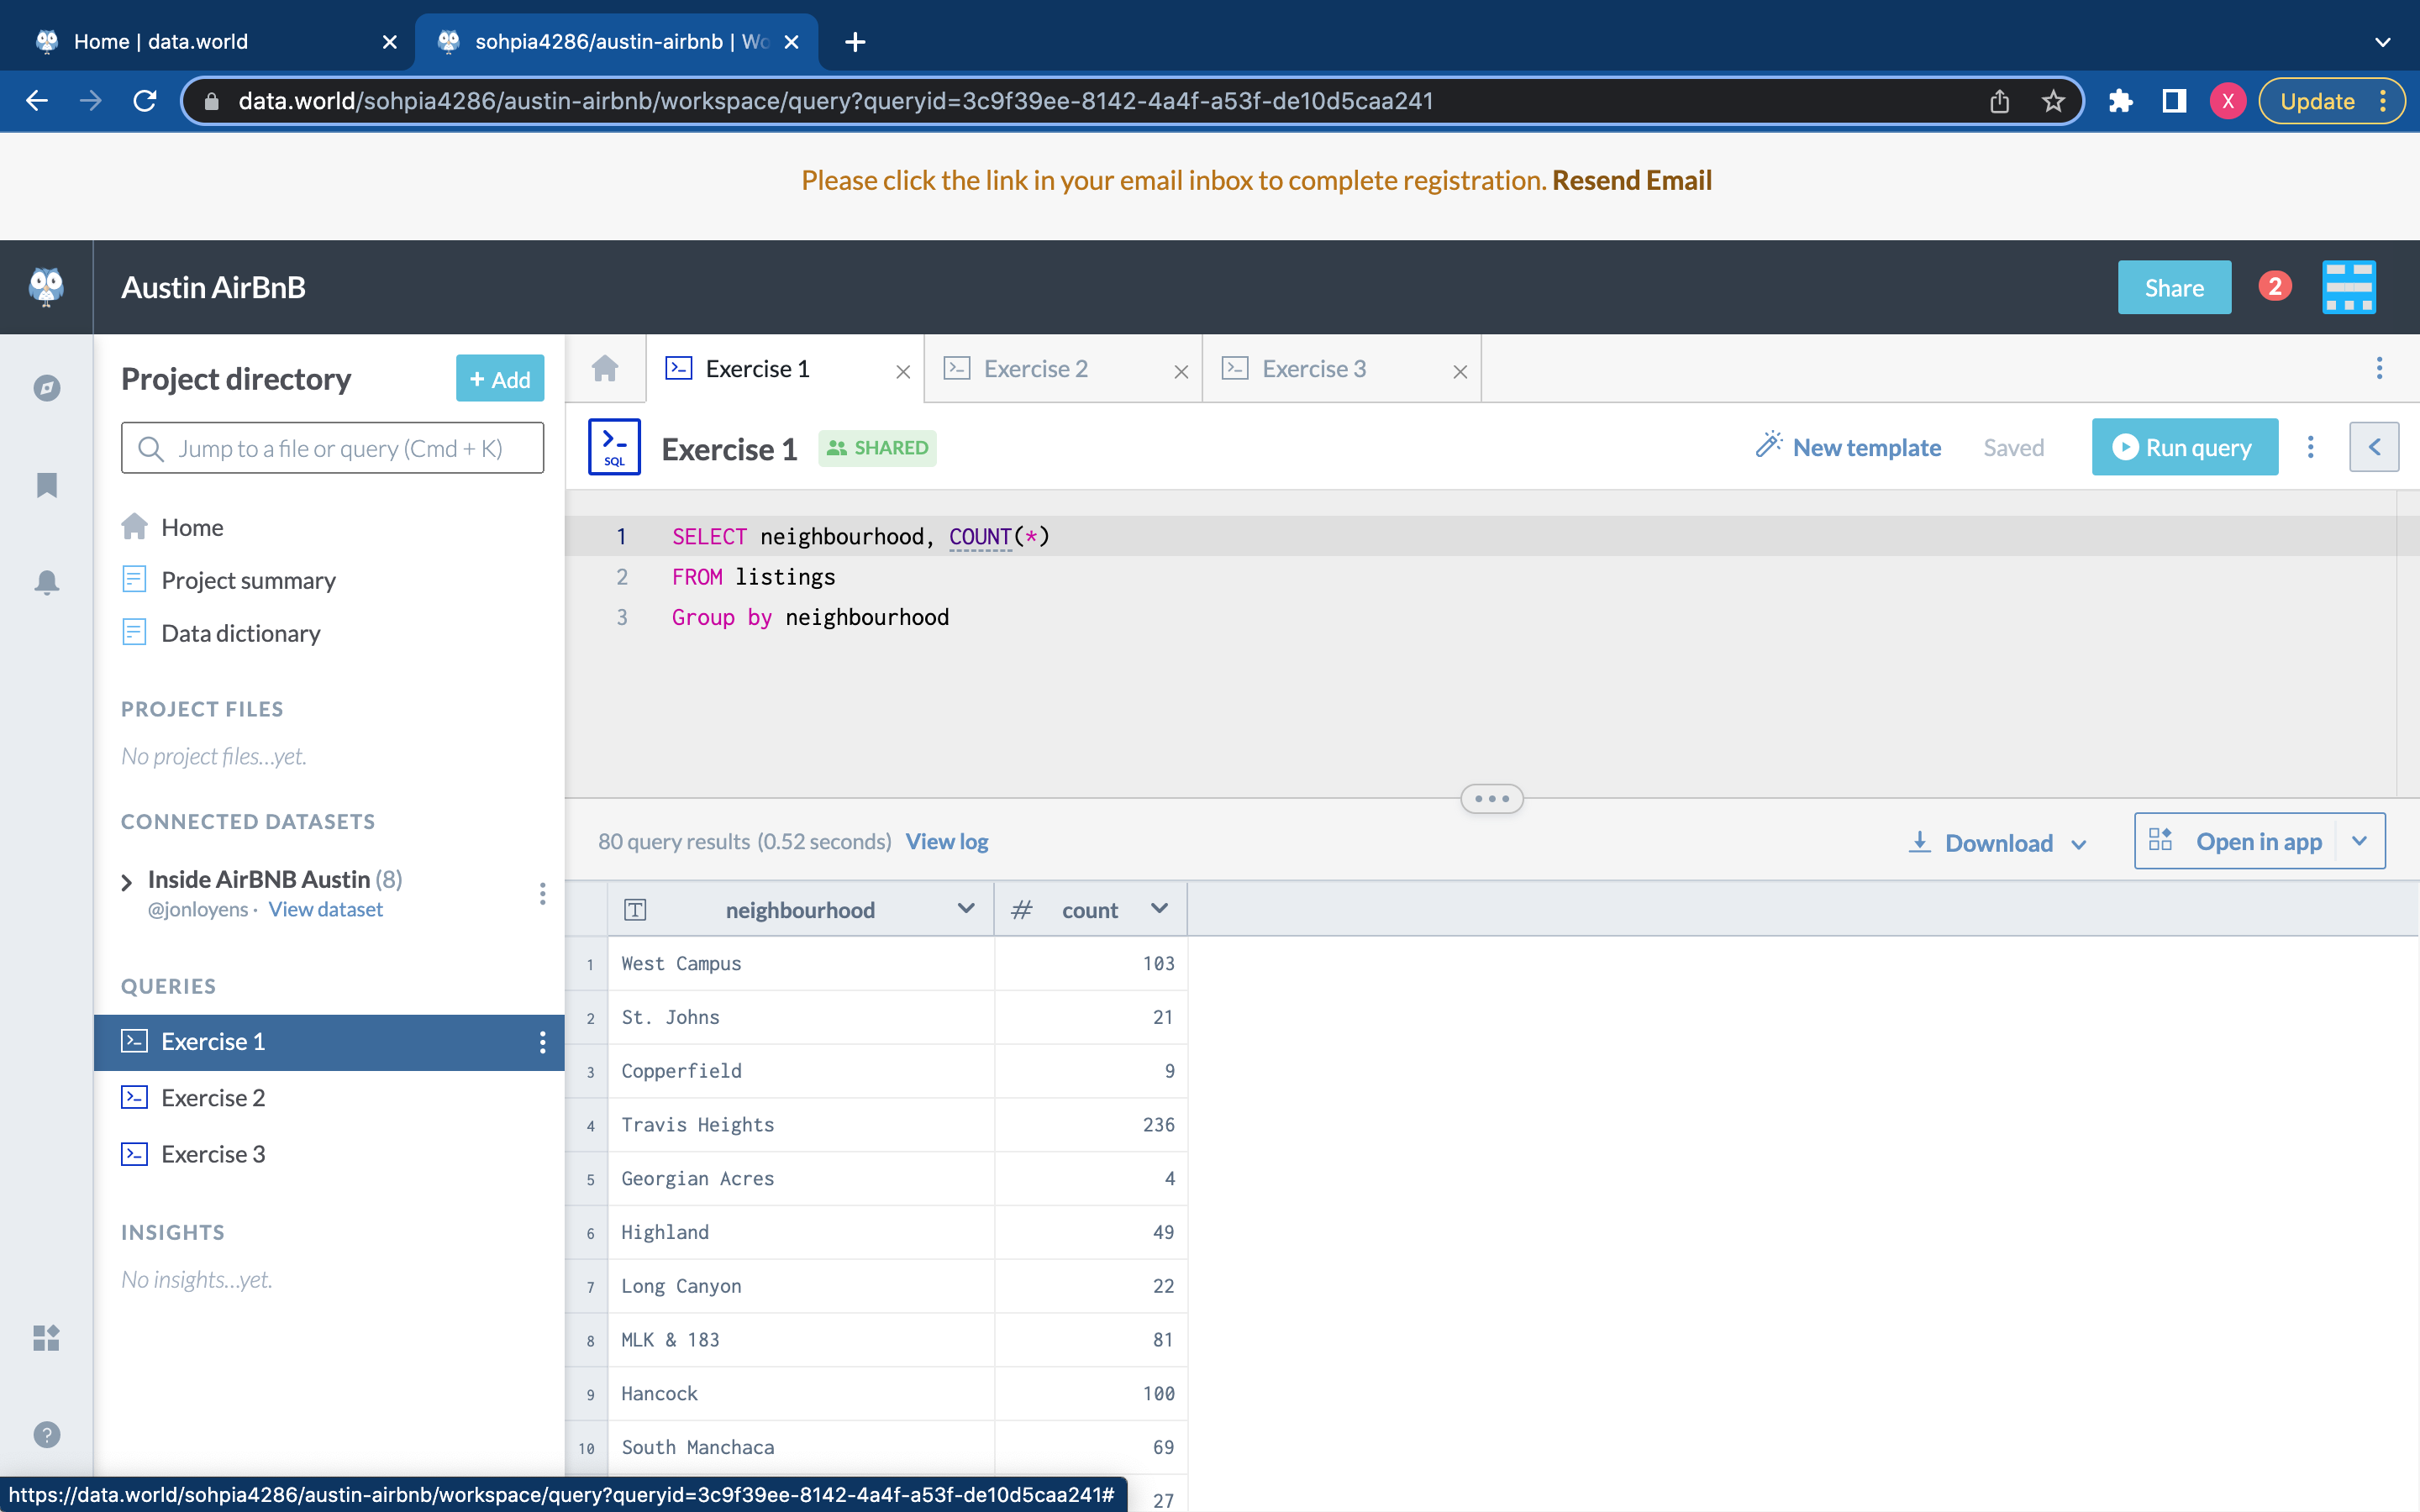 Home | data.world
sohpia4286/austin-airbnb | Wo
data.world/sohpia4286/austin-airbnb/workspace/query?queryid=3c9f39ee-8142-4a4f-a53f-de10d5caa241
X
Update
Please click the link in your email inbox to complete registration. Resend Email
Austin AirBnB
Share
2
Project directory
+ Add
Jump to a file or query (Cmd + K)
Home
Project summary
Data dictionary
PROJECT FILES
No project files...yet.
CONNECTED DATASETS
Inside AirBNB Austin (8)
@jonloyens · View dataset
QUERIES
Exercise 1
Exercise 2
Exercise 3
INSIGHTS
No insights...yet.
Exercise 1
Exercise 2
Exercise 3
SQL
Exercise 1
SHARED
New template
Saved
Run query
1 SELECT neighbourhood, COUNT(*)
2 FROM listings
3 Group by neighbourhood
80 query results (0.52 seconds) View log
Download
Open in app
T neighbourhood # count
1 West Campus 103
2 St. Johns 21
3 Copperfield 9
4 Travis Heights 236
5 Georgian Acres 4
6 Highland 49
7 Long Canyon 22
8 MLK & 183 81
9 Hancock 100
10 South Manchaca 69
27
?
https://data.world/sohpia4286/austin-airbnb/workspace/query?queryid=3c9f39ee-8142-4a4f-a53f-de10d5caa241#